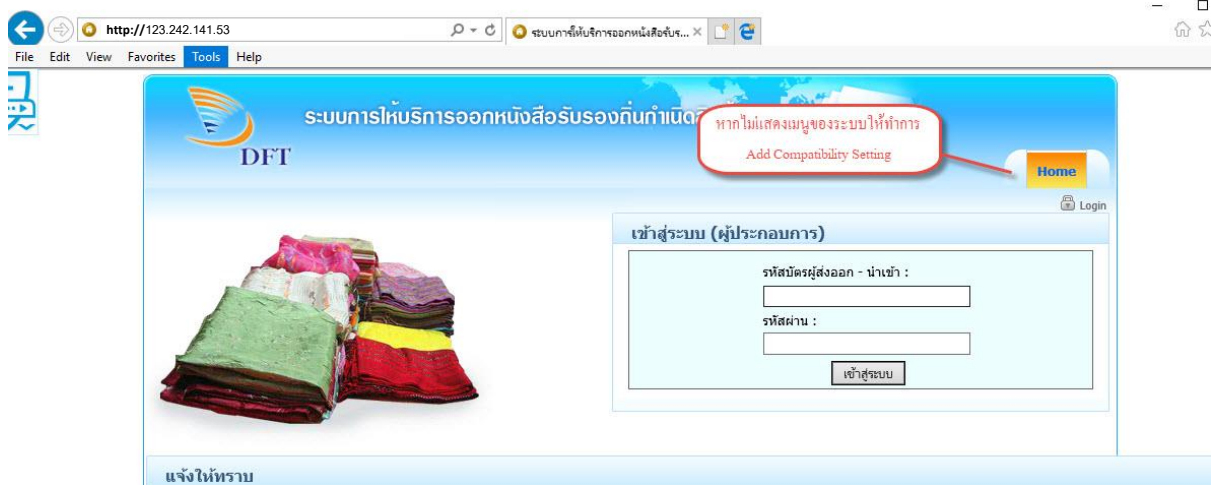 http://123.242.141.53
ระบบการให้บริการออกหนังสือรับร...
File Edit View Favorites Tools Help
DFT
ระบบการให้บริการออกหนังสือรับรองถิ่นกำเนิด
หากไม่แสดงเมนูของระบบให้ทำการ
Add Compatibility Setting
Home
Login
เข้าสู่ระบบ (ผู้ประกอบการ)
รหัสบัตรผู้ส่งออก - นำเข้า :
รหัสผ่าน :
เข้าสู่ระบบ
แจ้งให้ทราบ